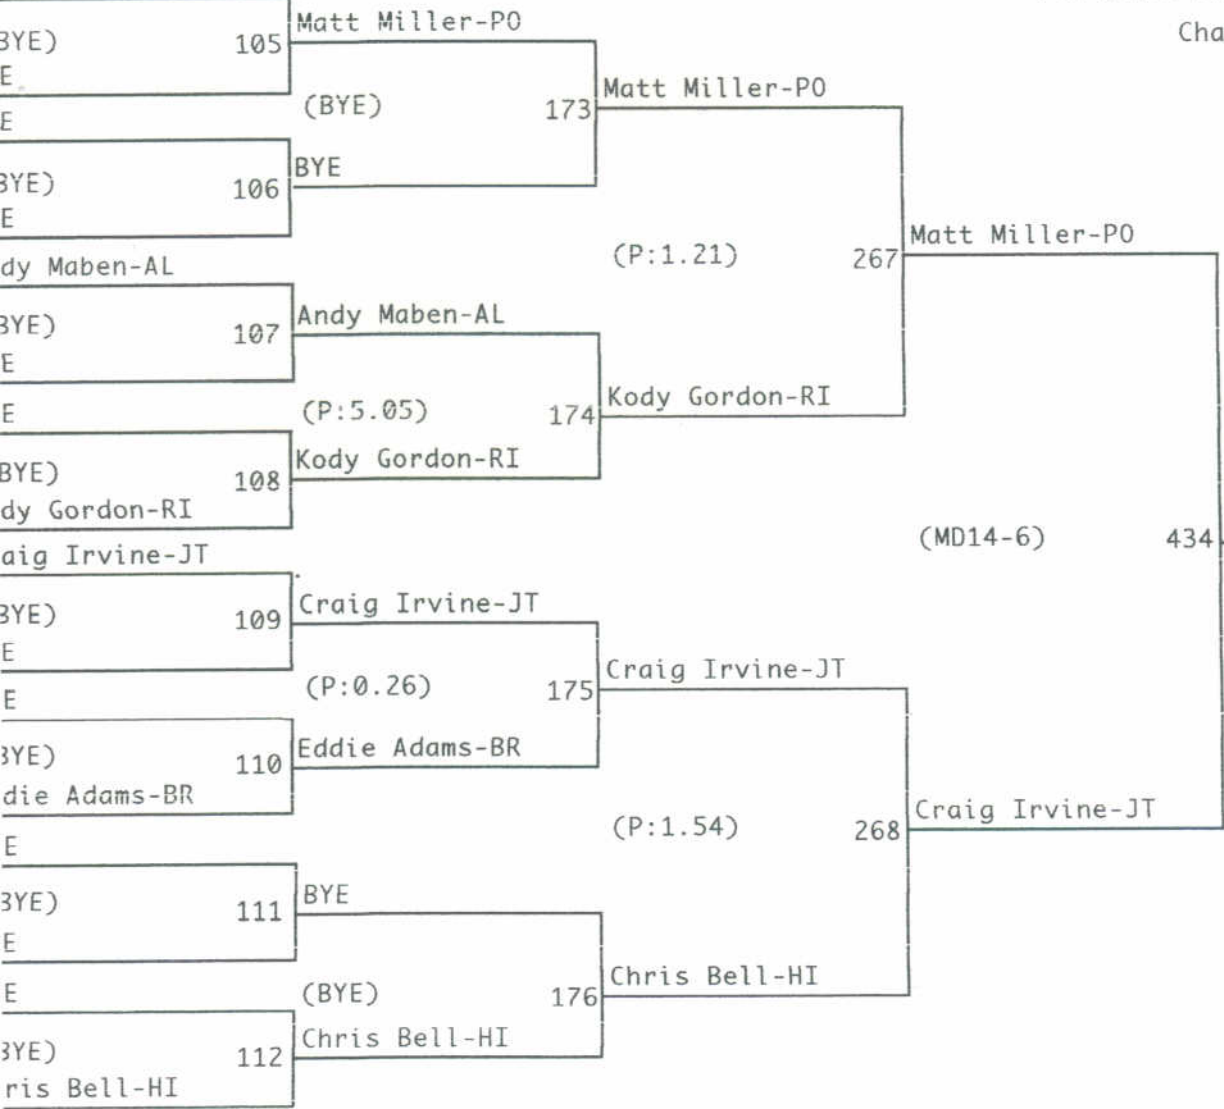 Matt Miller-PO
Cha
BYE)
105
E
Matt Miller-PO
(BYE)
173
E
BYE
BYE)
106
E
Matt Miller-PO
(P:1.21)
267
dy Maben-AL
Andy Maben-AL
BYE)
107
E
Kody Gordon-RI
E
(P:5.05)
174
Kody Gordon-RI
BYE)
108
dy Gordon-RI
(MD14-6)
434
aig Irvine-JT
Craig Irvine-JT
BYE)
109
E
Craig Irvine-JT
E
(P:0.26)
175
Eddie Adams-BR
BYE)
110
die Adams-BR
Craig Irvine-JT
(P:1.54)
268
E
BYE
BYE)
111
E
Chris Bell-HI
E
(BYE)
176
Chris Bell-HI
BYE)
112
ris Bell-HI